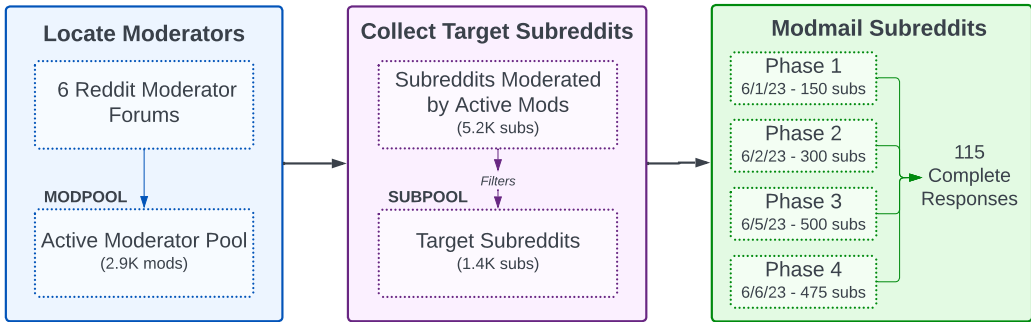 Locate Moderators
6 Reddit Moderator
Forums
MODPOOL
Active Moderator Pool
(2.9K mods)
Collect Target Subreddits
Subreddits Moderated
by Active Mods
(5.2K subs)
Filters
SUBPOOL
Target Subreddits
(1.4K subs)
Modmail Subreddits
Phase 1
6/1/23 - 150 subs
Phase 2
6/2/23 - 300 subs
Phase 3
6/5/23 - 500 subs
Phase 4
6/6/23 - 475 subs
115
Complete
Responses